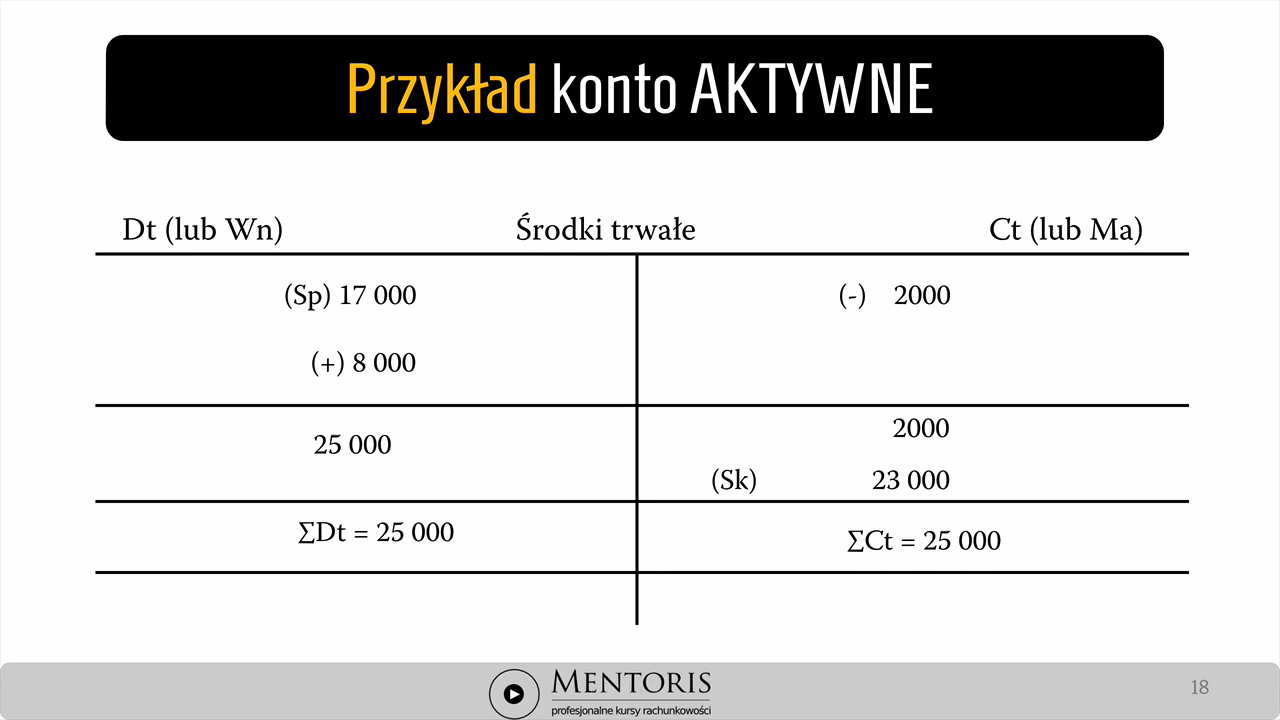 Przykład konto AKTYWNE
Dt (lub Wn) Środki trwałe Ct (lub Ma)
(Sp) 17 000 (-) 2000
(+) 8 000
25 000 2000
(Sk) 23 000
∑Dt = 25 000 ∑Ct = 25 000
MENTORIS
profesjonalne kursy rachunkowości
18